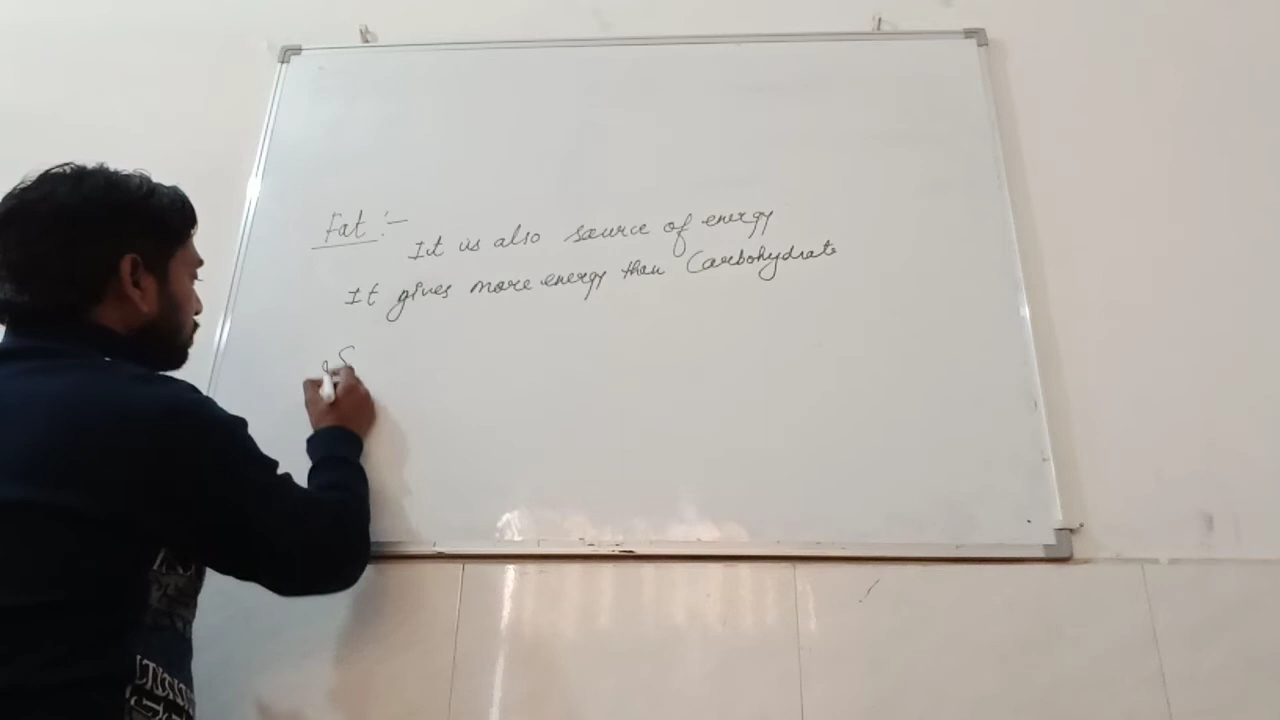 Fat :-
It is also source of energy
It gives more energy than Carbohydrate
S